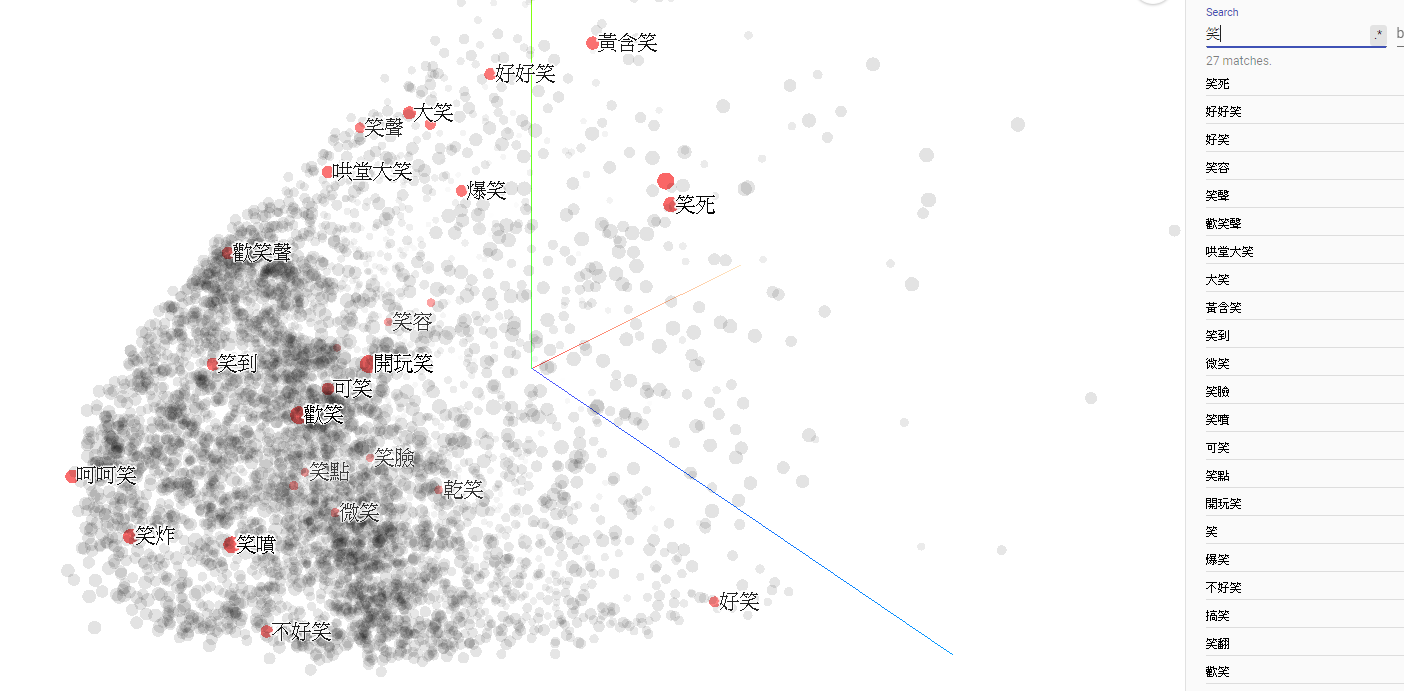 黃含笑
好好笑
大笑
笑聲
哄堂大笑
爆笑
笑死
歡笑聲
笑容
笑到
開玩笑
可笑
歡笑
笑臉
笑點
呵呵笑
乾笑
微笑
笑炸
笑噴
好笑
不好笑
Search
笑
.*
b
27 matches.
笑死
好好笑
好笑
笑容
笑聲
歡笑聲
哄堂大笑
大笑
黃含笑
笑到
微笑
笑臉
笑噴
可笑
笑點
開玩笑
笑
爆笑
不好笑
搞笑
笑翻
歡笑